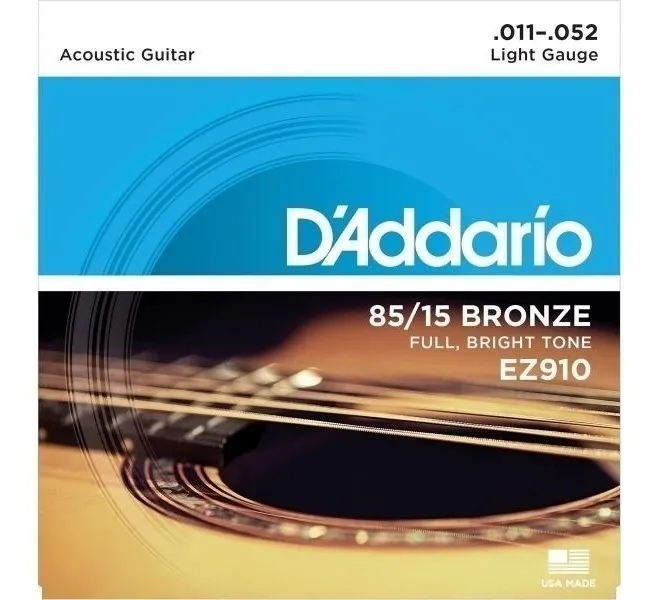 .011–.052
Acoustic Guitar
Light Gauge
D'Addario
85/15 BRONZE
FULL, BRIGHT TONE
EZ910
USA MADE